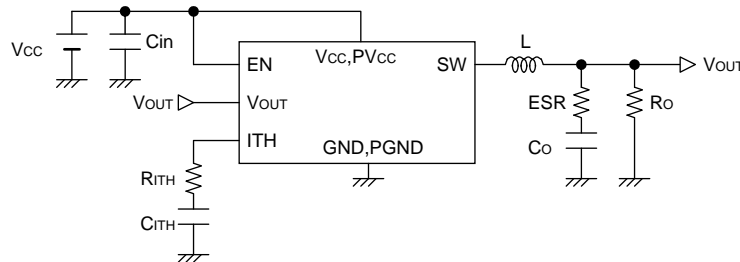 VCC
Cin
EN
VCC,PVCC
SW
L
VOUT
VOUT
VOUT
ESR
RO
ITH
GND,PGND
CO
RITH
CITH